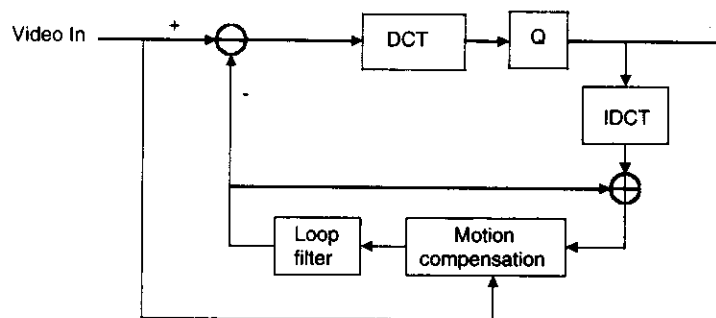 Video In
+
DCT
Q
-
IDCT
Loop
filter
Motion
compensation